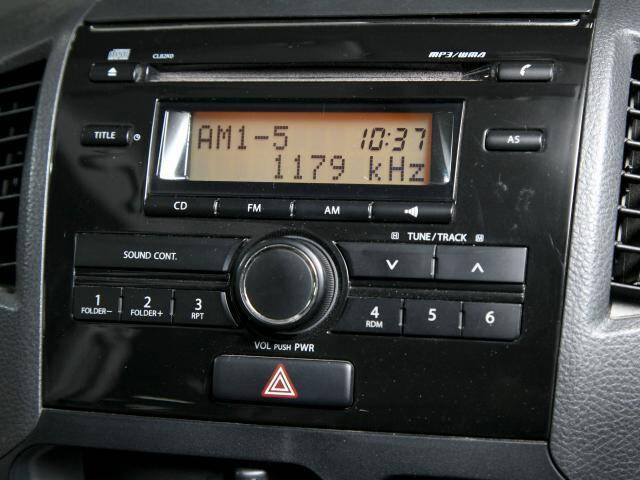 CLB2K0
MP3/WMA
TITLE
AM1-5 10:37
1179 kHz
AS
CD FM AM
TUNE/TRACK
SOUND CONT.
1 2 3 4 5 6
FOLDER- FOLDER+ RPT RDM
VOL PUSH PWR